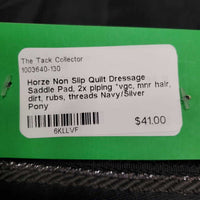 The Tack Collector
1003640-130
Horze Non Slip Quilt Dressage
Saddle Pad, 2x piping *vgc, mnr hair,
dirt, rubs, threads Navy/Silver
Pony
$41.00
6KLLVF